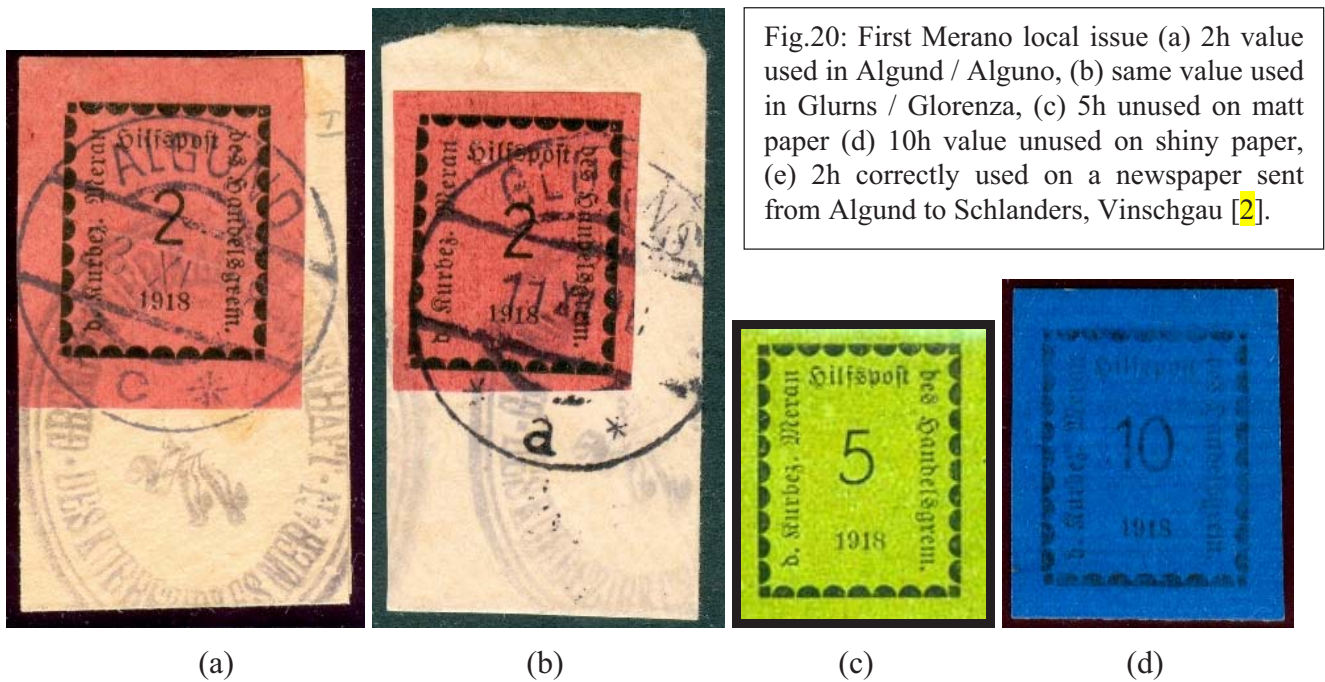 Fig.20: First Merano local issue (a) 2h value
used in Algund / Alguno, (b) same value used
in Glurns / Glorenza, (c) 5h unused on matt
paper (d) 10h value unused on shiny paper,
(e) 2h correctly used on a newspaper sent
from Algund to Schlanders, Vinschgau [2].
Hilfspost
des Handelsgrem.
d. Kurbez. Meran
2
1918
ALGUND
XI
c *
Hilfspost
des Handelsgrem.
d. Kurbez. Meran
2
1918
* a *
Hilfspost
des Handelsgrem.
d. Kurbez. Meran
5
1918
Hilfspost
des Handelsgrem.
d. Kurbez. Meran
10
1918
(a)
(b)
(c)
(d)